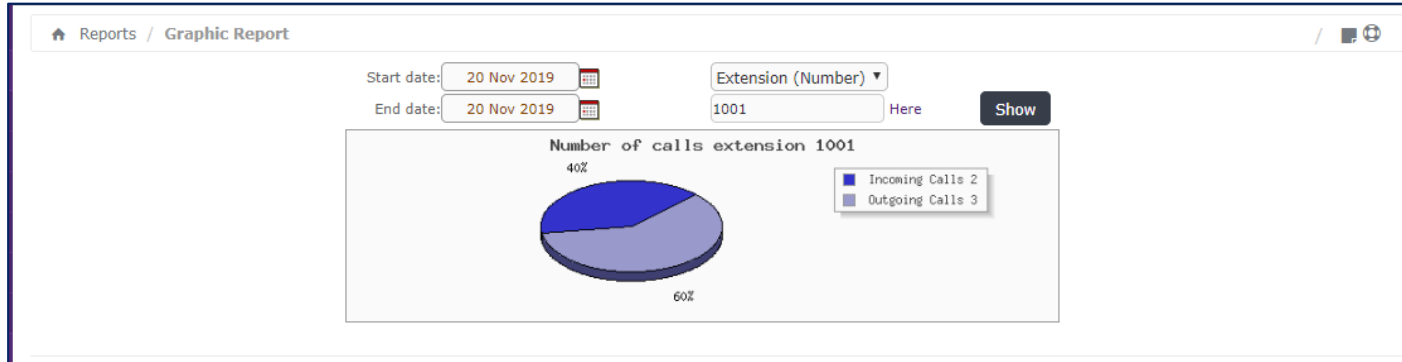 Reports / Graphic Report /
Start date: 20 Nov 2019 Extension (Number)
End date: 20 Nov 2019 1001 Here Show
Number of calls extension 1001
40%
Incoming Calls 2
Outgoing Calls 3
60%